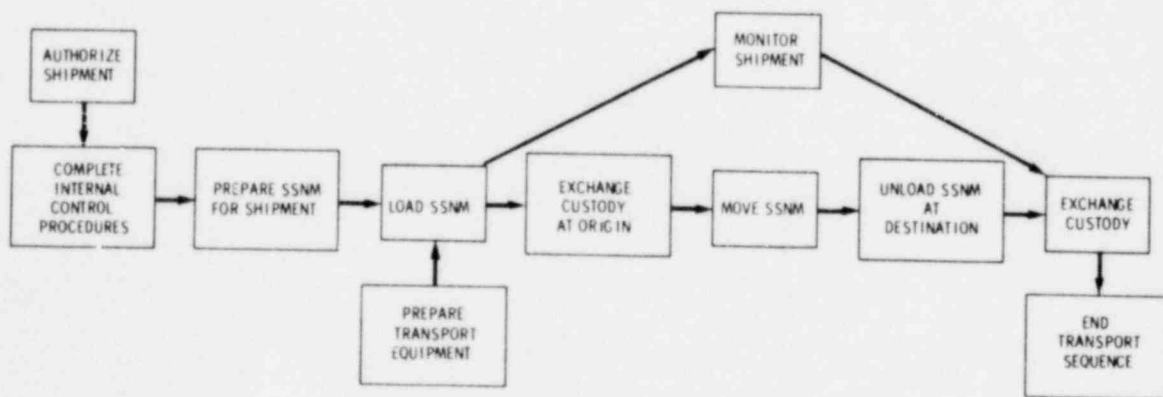 AUTHORIZE
SHIPMENT
MONITOR
SHIPMENT
COMPLETE
INTERNAL
CONTROL
PROCEDURES
PREPARE SSNM
FOR SHIPMENT
LOAD SSNM
EXCHANGE
CUSTODY
AT ORIGIN
MOVE SSNM
UNLOAD SSNM
AT
DESTINATION
EXCHANGE
CUSTODY
PREPARE
TRANSPORT
EQUIPMENT
END
TRANSPORT
SEQUENCE